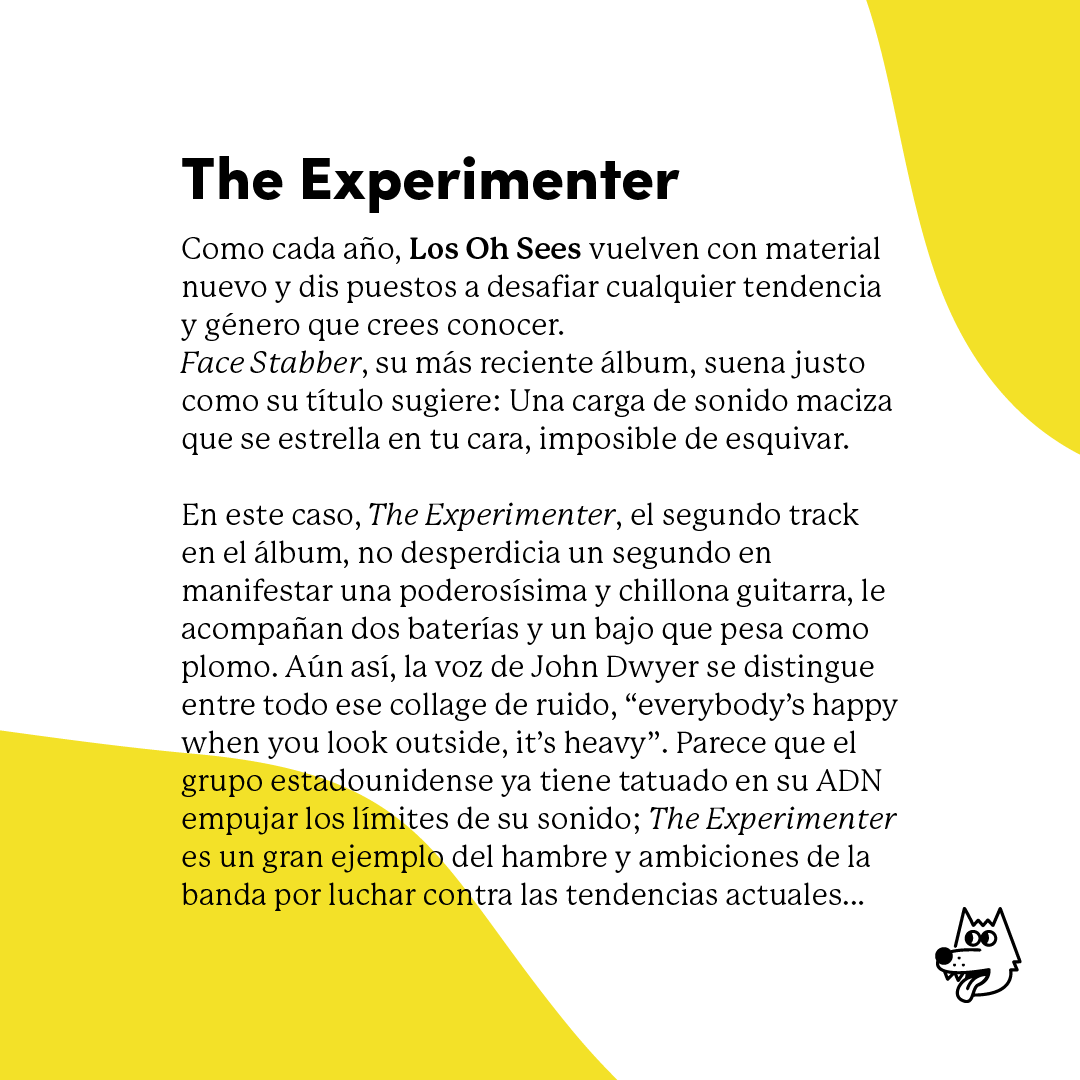 The Experimenter
Como cada año, Los Oh Sees vuelven con material
nuevo y dis puestos a desafiar cualquier tendencia
y género que crees conocer.
Face Stabber, su más reciente álbum, suena justo
como su título sugiere: Una carga de sonido maciza
que se estrella en tu cara, imposible de esquivar.
En este caso, The Experimenter, el segundo track
en el álbum, no desperdicia un segundo en
manifestar una poderosísima y chillona guitarra, le
acompañan dos baterías y un bajo que pesa como
plomo. Aún así, la voz de John Dwyer se distingue
entre todo ese collage de ruido, “everybody’s happy
when you look outside, it’s heavy”. Parece que el
grupo estadounidense ya tiene tatuado en su ADN
empujar los límites de su sonido; The Experimenter
es un gran ejemplo del hambre y ambiciones de la
banda por luchar contra las tendencias actuales...